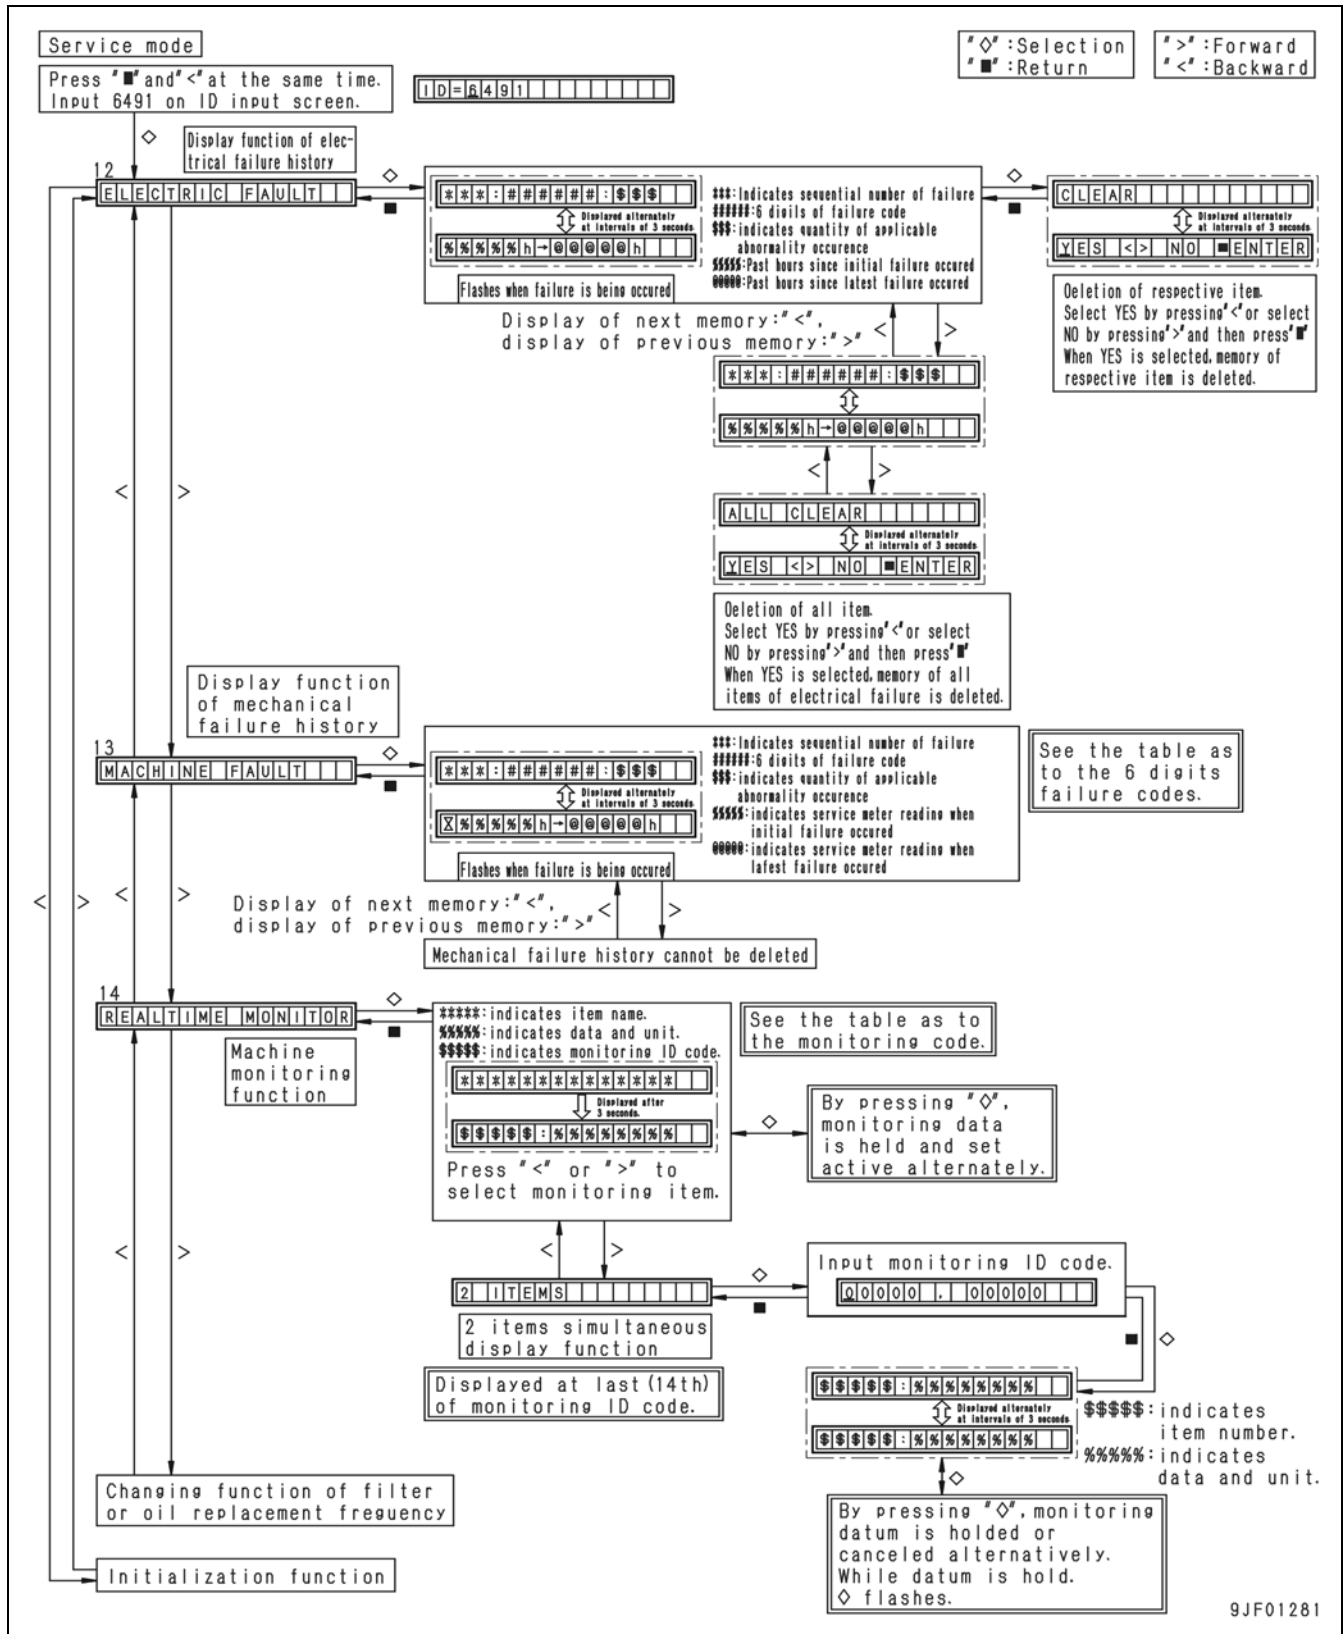 Service mode
"◇":Selection
"■":Return
">":Forward
"<":Backward
Press "■" and "<" at the same time.
Input 6491 on ID input screen.
ID=6491
◇
Display function of elec-
trical failure history
12
ELECTRIC FAULT
◇
■
***:######:$$$
Displayed alternately
at intervals of 3 seconds
%%%%%h→@@@@@h
Flashes when failure is being occured
***:Indicates sequential number of failure
######:6 digits of failure code
$$$:indicates quantity of applicable
abnormality occurence
%%%%%:Past hours since initial failure occured
@@@@@:Past hours since latest failure occured
◇
■
CLEAR
Displayed alternately
at intervals of 3 seconds
YES <> NO ■ENTER
Oeletion of respective item.
Select YES by pressing"<"or select
NO by pressing">"and then press"■"
When YES is selected,memory of
respective item is deleted.
Display of next memory:"<",
display of previous memory:">"
< >
***:######:$$$
%%%%%h→@@@@@h
< >
ALL CLEAR
Displayed alternately
at intervals of 3 seconds
YES <> NO ■ENTER
Oeletion of all item.
Select YES by pressing"<"or select
NO by pressing">"and then press"■"
When YES is selected,memory of all
items of electrical failure is deleted.
< >
Display function
of mechanical
failure history
13
MACHINE FAULT
◇
■
***:######:$$$
Displayed alternately
at intervals of 3 seconds
⧖%%%%%h→@@@@@h
Flashes when failure is being occured
***:Indicates sequential number of failure
######:6 digits of failure code
$$$:indicates quantity of applicable
abnormality occurence
%%%%%:indicates service meter reading when
initial failure occured
@@@@@:indicates service meter reading when
lafest failure occured
See the table as
to the 6 digits
failure codes.
Display of next memory:"<",
display of previous memory:">"
< >
Mechanical failure history cannot be deleted
< >
< >
14
REALTIME MONITOR
◇
■
Machine
monitoring
function
*****:indicates item name.
%%%%%:indicates data and unit.
$$$$$:indicates monitoring ID code.
**************
Displayed after
3 seconds.
$$$$$:%%%%%%%%
Press "<" or ">" to
select monitoring item.
See the table as to
the monitoring code.
◇
By pressing "◇",
monitoring data
is held and set
active alternately.
< >
< >
2 ITEMS
◇
■
Input monitoring ID code.
00000 , 00000
2 items simultaneous
display function
Displayed at last(14th)
of monitoring ID code.
■ ◇
$$$$$:%%%%%%%%
Displayed alternately
at intervals of 3 seconds
$$$$$:%%%%%%%%
$$$$$:indicates
item number.
%%%%%:indicates
data and unit.
◇
By pressing "◇",monitoring
datum is holded or
canceled alternatively.
While datum is hold.
◇ flashes.
Changing function of filter
or oil replacement frequency
Initialization function
9JF01281